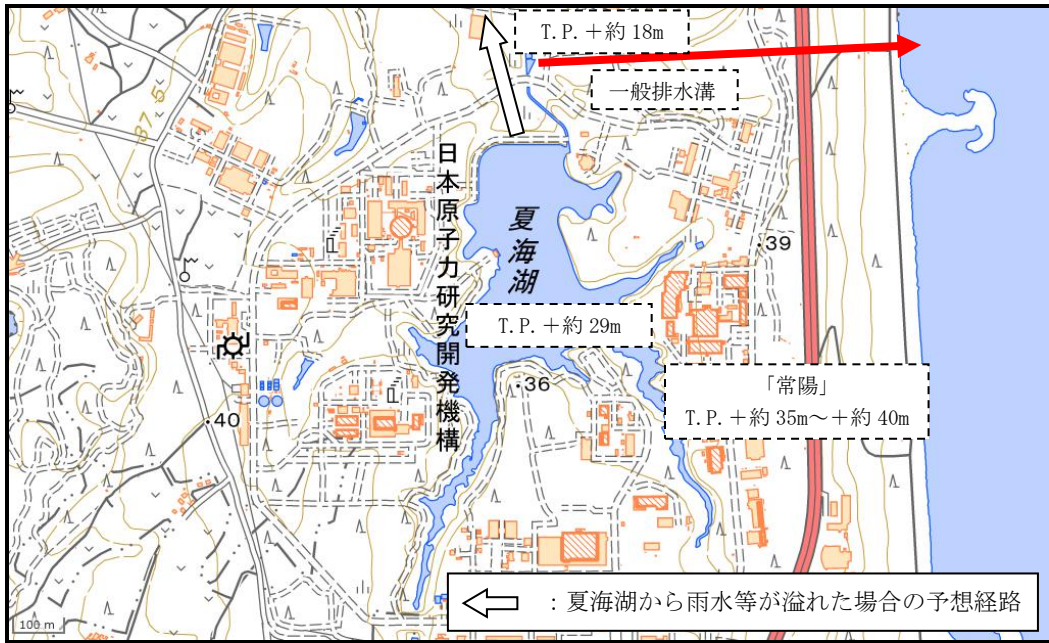 T.P.＋約 18m
一般排水溝
875
日本原子力研究開発機構
夏海湖
39
T.P.＋約 29m
36
「常陽」
T.P.＋約 35m～＋約 40m
40
100 m
：夏海湖から雨水等が溢れた場合の予想経路